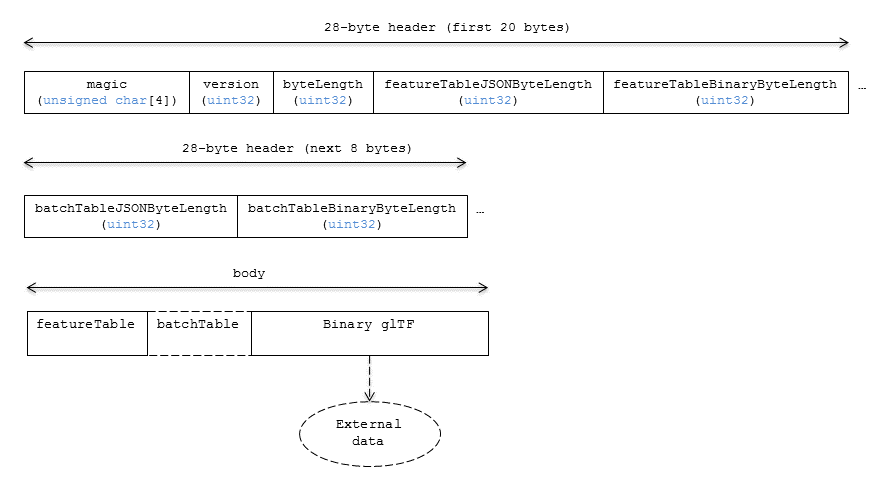 28-byte header (first 20 bytes)
magic version byteLength featureTableJSONByteLength featureTableBinaryByteLength …
(unsigned char[4]) (uint32) (uint32) (uint32) (uint32)
28-byte header (next 8 bytes)
batchTableJSONByteLength batchTableBinaryByteLength …
(uint32) (uint32)
body
featureTable batchTable Binary glTF
External
data